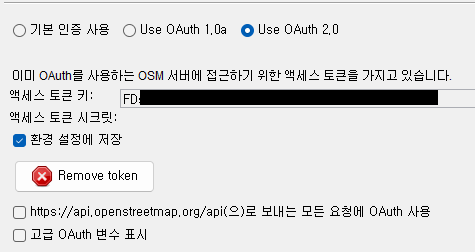 기본 인증 사용 Use OAuth 1.0a Use OAuth 2.0
이미 OAuth를 사용하는 OSM 서버에 접근하기 위한 액세스 토큰을 가지고 있습니다.
액세스 토큰 키: FD
액세스 토큰 시크릿:
환경 설정에 저장
Remove token
https://api.openstreetmap.org/api(으)로 보내는 모든 요청에 OAuth 사용
고급 OAuth 변수 표시